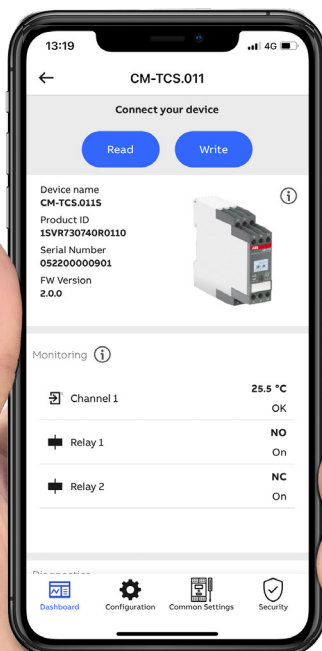 13:19
4G
CM-TCS.011
Connect your device
Read
Write
Device name
CM-TCS.011S
Product ID
1SVR730740R0110
Serial Number
052200000901
FW Version
2.0.0
ABB
Monitoring
Channel 1
25.5 °C
OK
Relay 1
NO
On
Relay 2
NC
On
Diagnostics
Dashboard
Configuration
Common Settings
Security